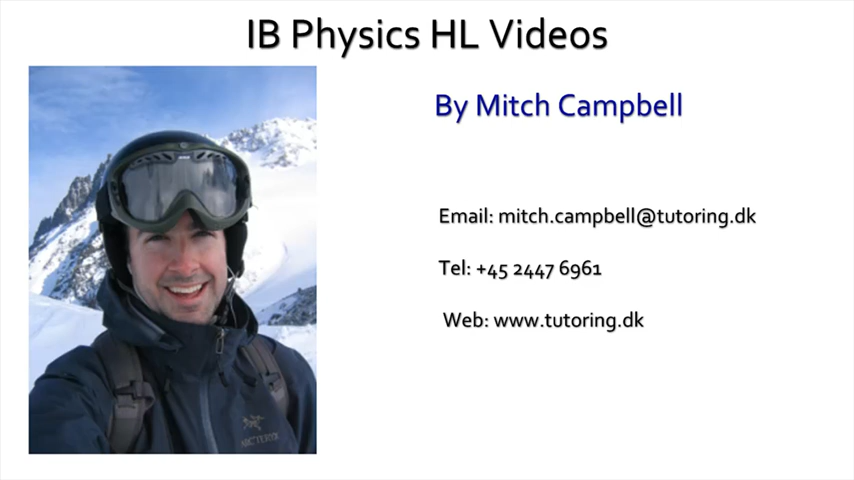 IB Physics HL Videos
By Mitch Campbell
Email: mitch.campbell@tutoring.dk
Tel: +45 2447 6961
Web: www.tutoring.dk
ARC'TERYX